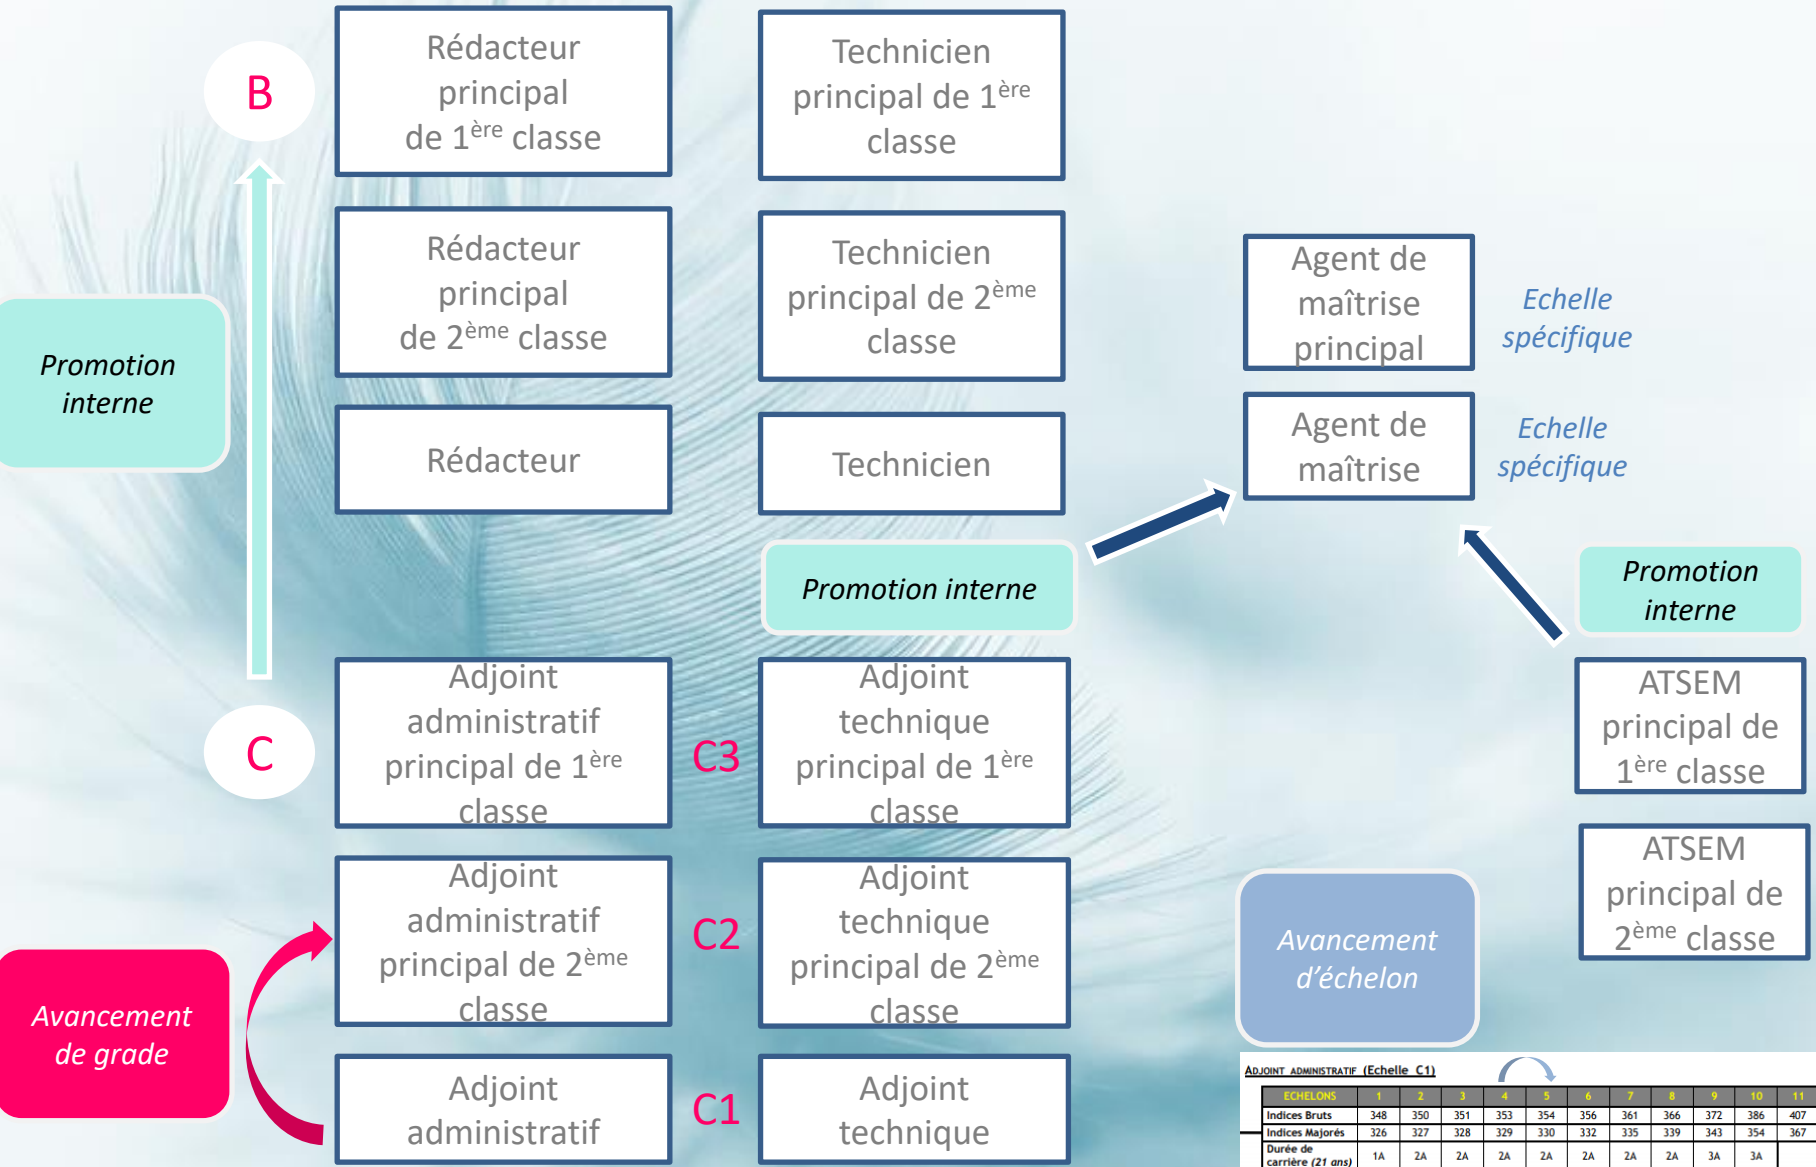 B
Rédacteur
principal
de 1ère classe
Technicien
principal de 1ère
classe
Promotion
interne
Rédacteur
principal
de 2ème classe
Technicien
principal de 2ème
classe
Agent de
maîtrise
principal
Echelle
spécifique
Rédacteur
Technicien
Agent de
maîtrise
Echelle
spécifique
Promotion interne
Promotion
interne
C
Adjoint
administratif
principal de 1ère
classe
C3
Adjoint
technique
principal de 1ère
classe
ATSEM
principal de
1ère classe
Adjoint
administratif
principal de 2ème
classe
C2
Adjoint
technique
principal de 2ème
classe
ATSEM
principal de
2ème classe
Avancement
d’échelon
Avancement
de grade
Adjoint
administratif
C1
Adjoint
technique
ADJOINT ADMINISTRATIF (Echelle C1)
ECHELONS 1 2 3 4 5 6 7 8 9 10 11
Indices Bruts 348 350 351 353 354 356 361 366 372 386 407
Indices Majorés 326 327 328 329 330 332 335 339 343 354 367
Durée de
carrière (21 ans) 1A 2A 2A 2A 2A 2A 2A 2A 3A 3A